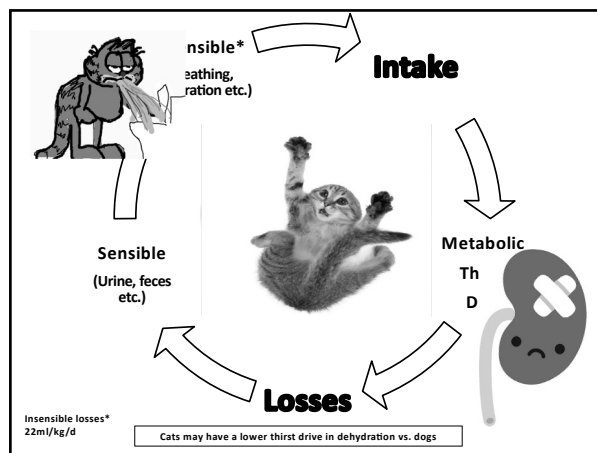 nsible*
eathing,
ration etc.)
Intake
Metabolic
Th
D
Sensible
(Urine, feces
etc.)
Losses
Insensible losses*
22ml/kg/d
Cats may have a lower thirst drive in dehydration vs. dogs